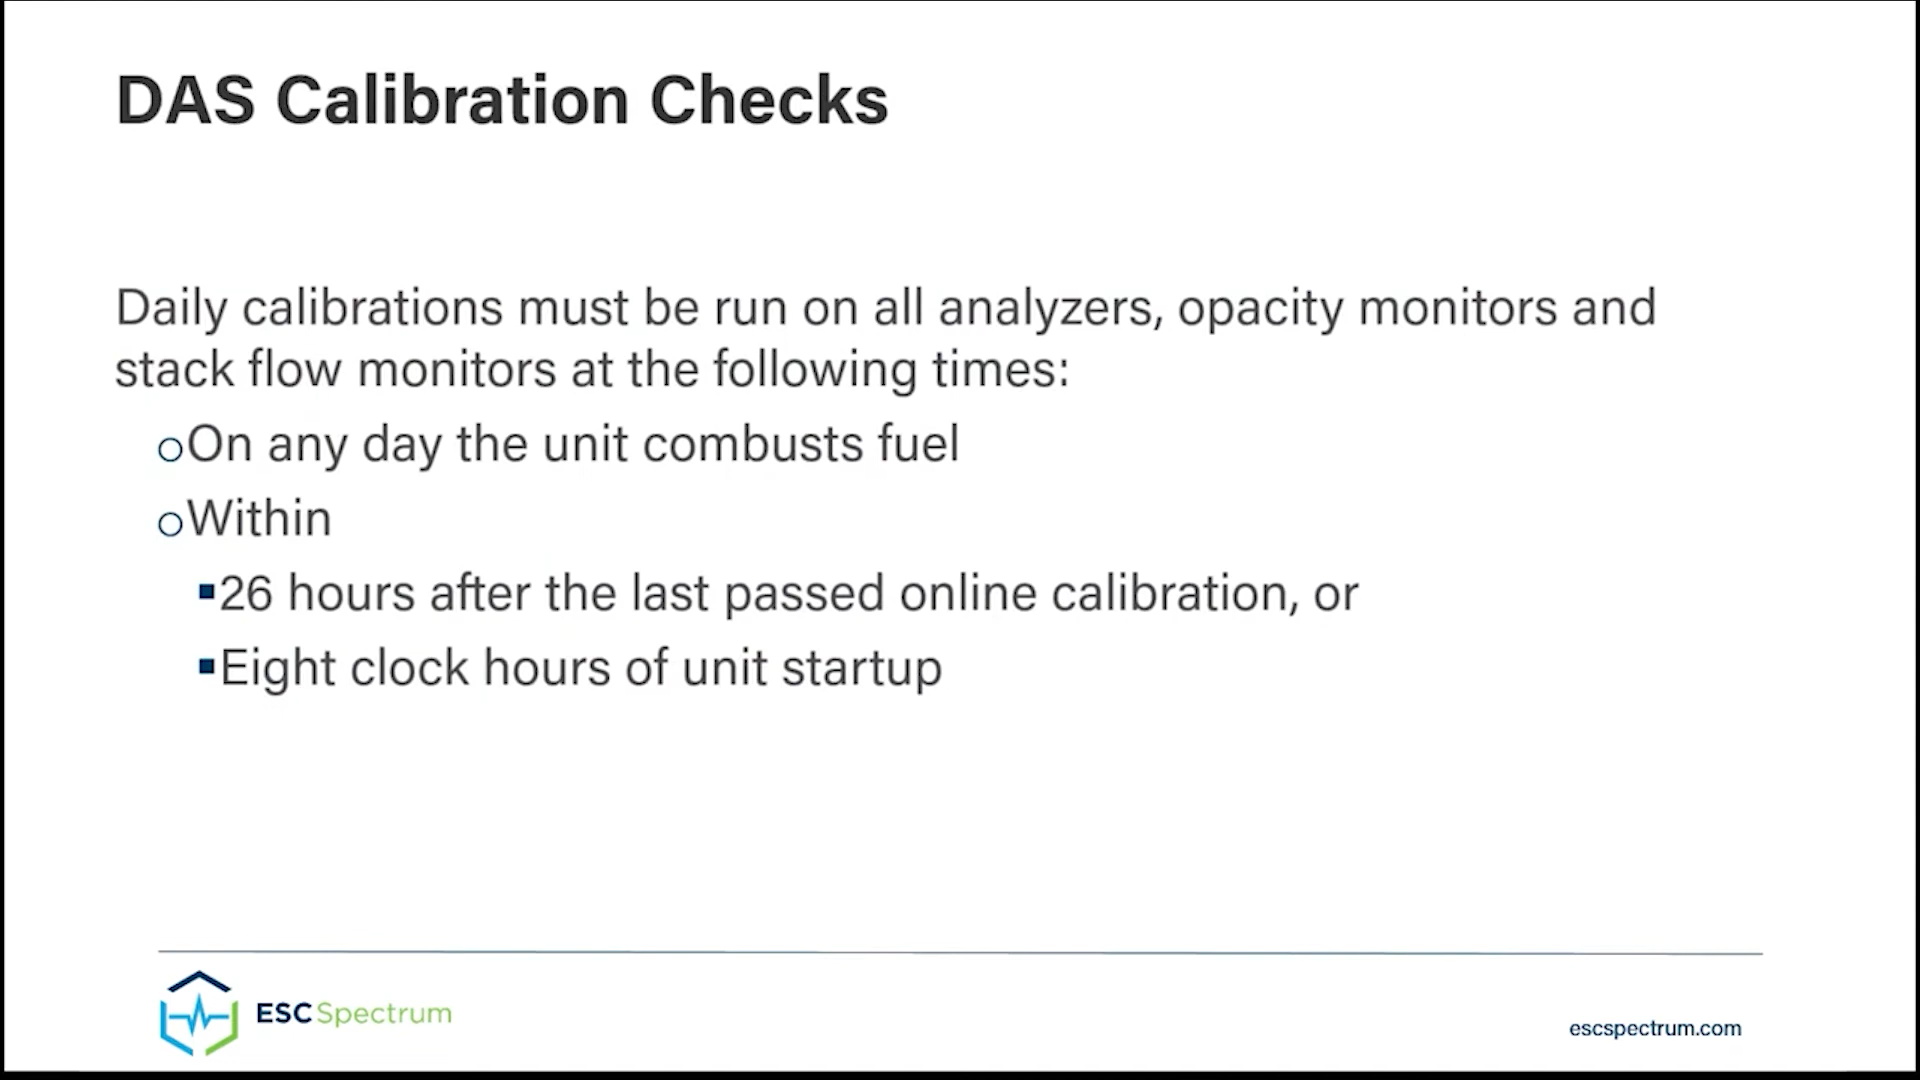 DAS Calibration Checks
Daily calibrations must be run on all analyzers, opacity monitors and
stack flow monitors at the following times:
On any day the unit combusts fuel
Within
26 hours after the last passed online calibration, or
Eight clock hours of unit startup
ESC Spectrum
escspectrum.com